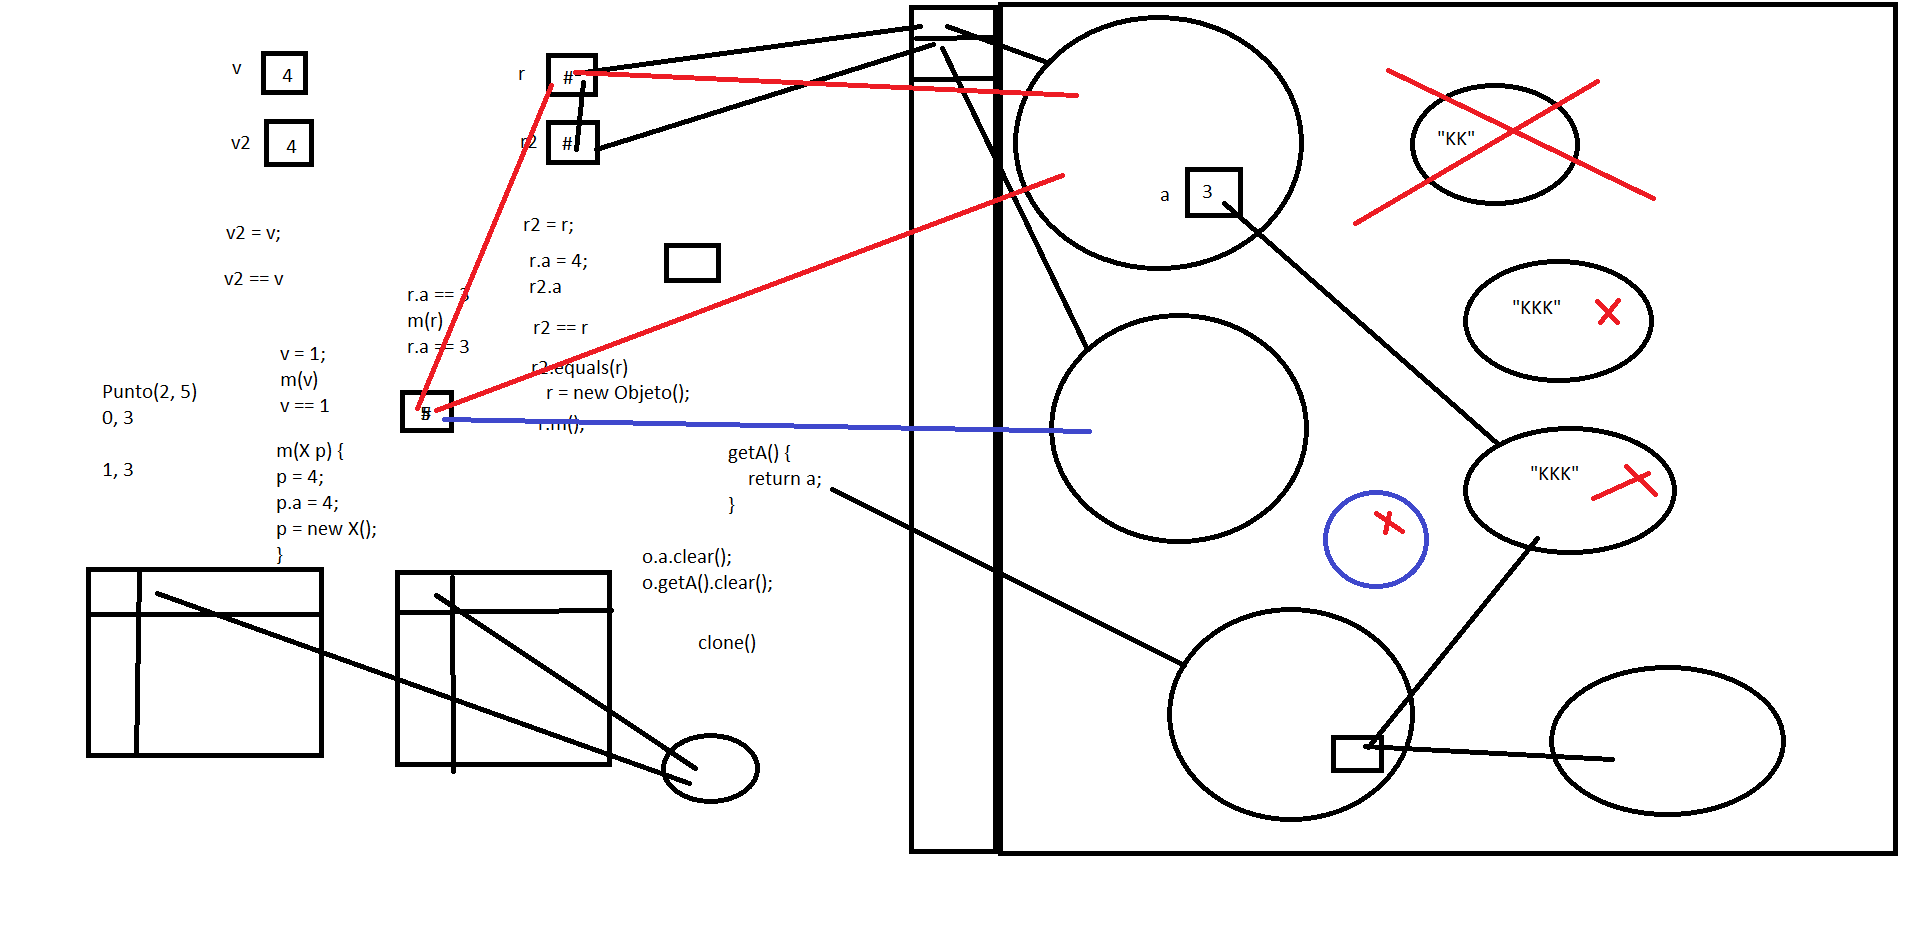 v
4
r
#
v2
4
r2
#
v2 = v;
v2 == v
r2 = r;
r.a = 4;
r2.a
r.a == 3
m(r)
r.a == 3
r2 == r
r2.equals(r)
r = new Objeto();
r.m();
v = 1;
m(v)
v == 1
Punto(2, 5)
0, 3
1, 3
m(X p) {
p = 4;
p.a = 4;
p = new X();
}
getA() {
return a;
}
o.a.clear();
o.getA().clear();
clone()
a
3
"KK"
"KKK"
"KKK"